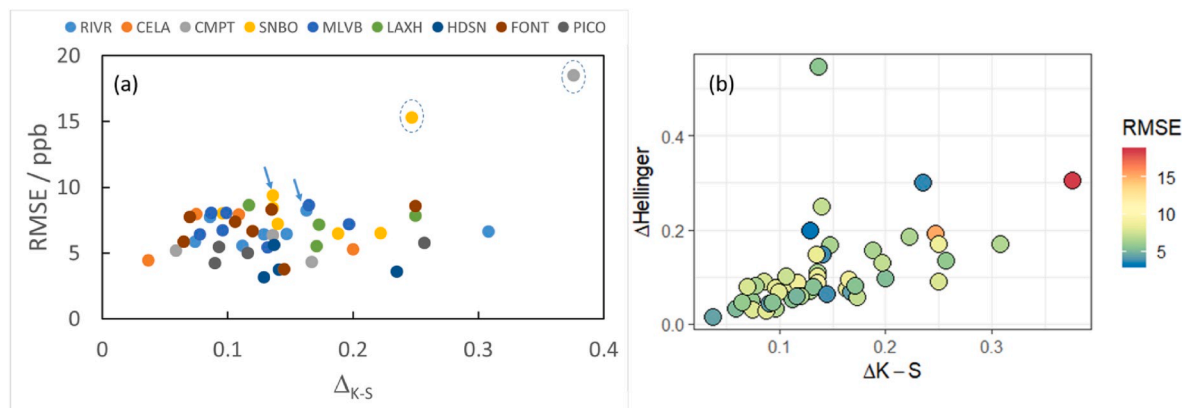 RIVR CELA CMPT SNBO MLVB LAXH HDSN FONT PICO
(a)
RMSE / ppb
20
15
10
5
0
0 0.1 0.2 0.3 0.4
ΔK-S
(b)
ΔHellinger
0.4
0.2
0.0
0.1 0.2 0.3
ΔK – S
RMSE
15
10
5